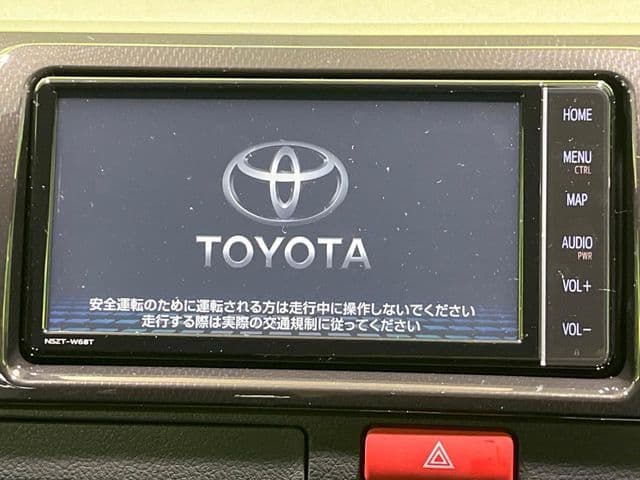 TOYOTA
安全運転のために運転される方は走行中に操作しないでください
走行する際は実際の交通規制に従ってください
NSZT-W68T
HOME
MENU
CTRL
MAP
AUDIO
PWR
VOL+
VOL−